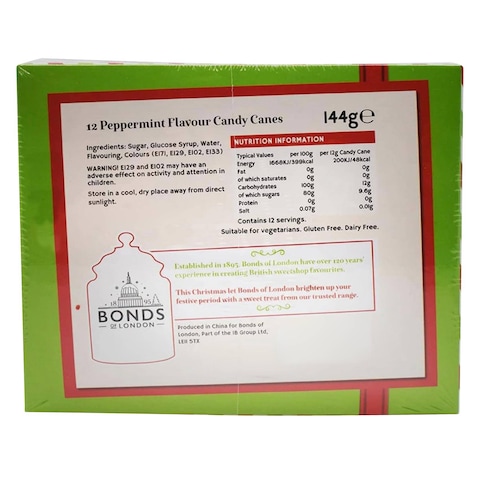 12 Peppermint Flavour Candy Canes
144g℮
Ingredients: Sugar, Glucose Syrup, Water,
Flavouring, Colours (E171, E129, E102, E133)
WARNING! E129 and E102 may have an
adverse effect on activity and attention in
children.
Store in a cool, dry place away from direct
sunlight.
NUTRITION INFORMATION
Typical Values per 100g per 12g Candy Cane
Energy 1668KJ/399kcal 200KJ/48kcal
Fat 0g 0g
of which saturates 0g 0g
Carbohydrates 100g 12g
of which sugars 80g 9.6g
Protein 0g 0g
Salt 0.07g 0.01g
Contains 12 servings.
Suitable for vegetarians. Gluten Free. Dairy Free.
Established in 1895, Bonds of London have over 120 years'
experience in creating British sweetshop favourites.
This Christmas let Bonds of London brighten up your
festive period with a sweet treat from our trusted range.
1895
BONDS
OF LONDON
Produced in China for Bonds of
London, Part of the IB Group Ltd,
LE11 5TX